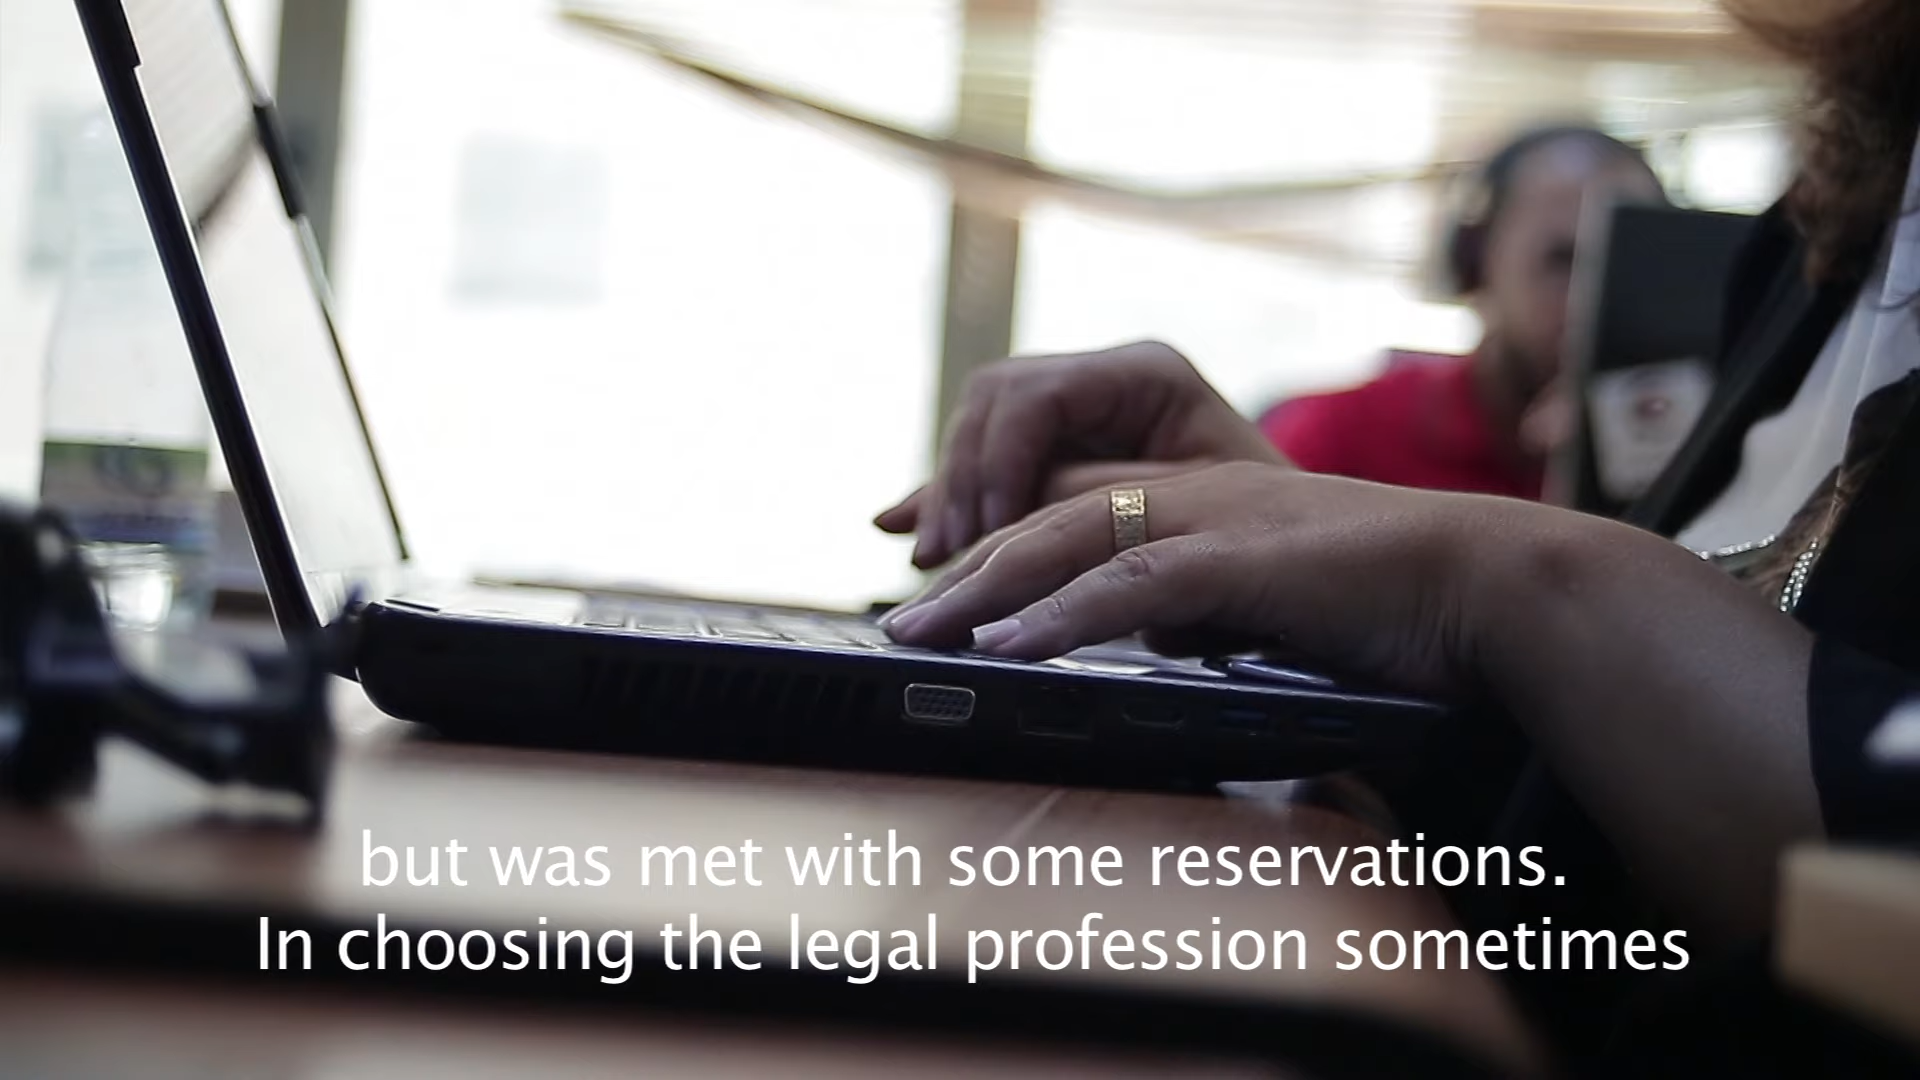 but was met with some reservations.
In choosing the legal profession sometimes